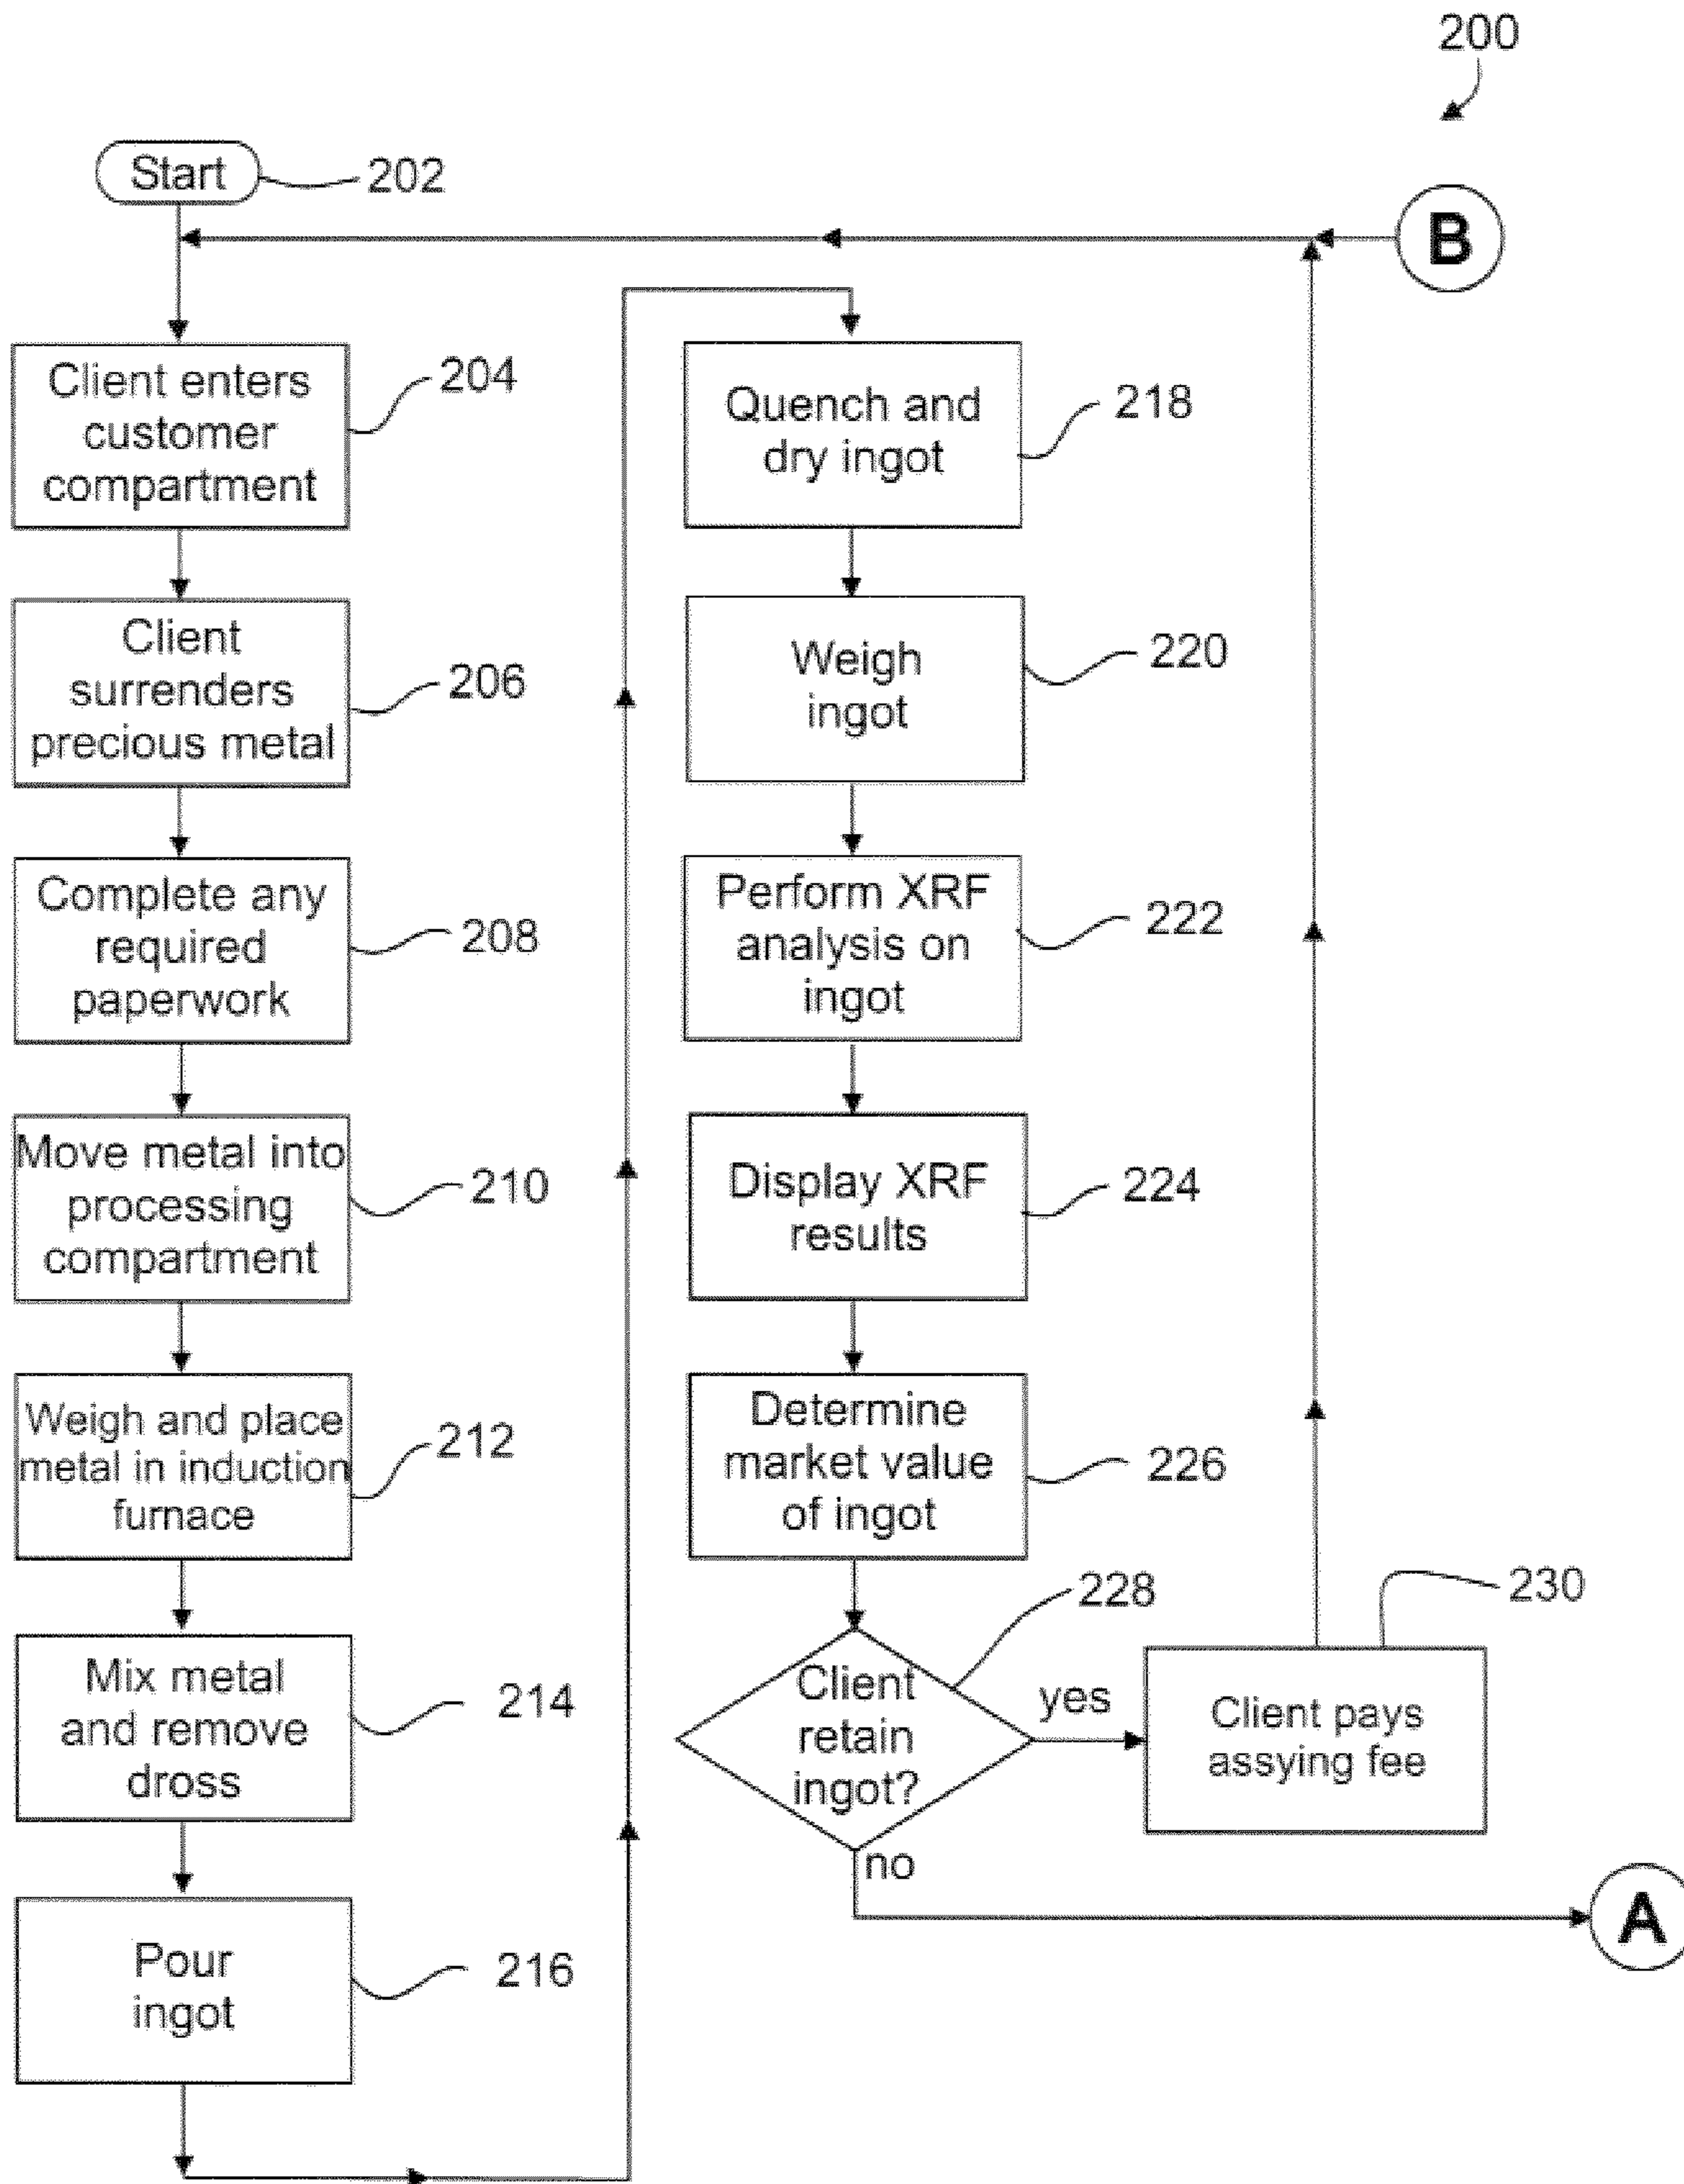 200
Start
202
B
Client enters
customer
compartment
204
Client
surrenders
precious metal
206
Complete any
required
paperwork
208
Move metal into
processing
compartment
210
Weigh and place
metal in induction
furnace
212
Mix metal
and remove
dross
214
Pour
ingot
216
Quench and
dry ingot
218
Weigh
ingot
220
Perform XRF
analysis on
ingot
222
Display XRF
results
224
Determine
market value
of ingot
226
Client
retain
ingot?
228
yes
Client pays
assying fee
230
no
A